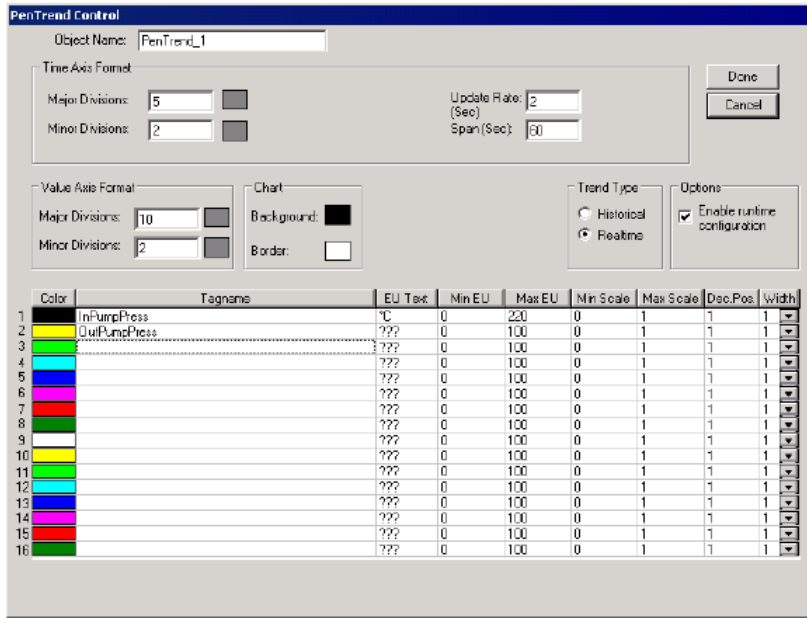 PenTrend Control
Object Name: PenTrend_1
Time Axis Format
Major Divisions: 5
Minor Divisions: 2
Update Rate: 2
(Sec)
Span (Sec): 60
Done
Cancel
Value Axis Format
Major Divisions: 10
Minor Divisions: 2
Chart
Background:
Border:
Trend Type
Historical
Realtime
Options
Enable runtime
configuration
Color Tagname EU Text Min EU Max EU Min Scale Max Scale Dec.Pos. Width
1 InPumpPress °C 0 220 0 1 1 1
2 OutPumpPress ??? 0 100 0 1 1 1
3 ??? 0 100 0 1 1 1
4 ??? 0 100 0 1 1 1
5 ??? 0 100 0 1 1 1
6 ??? 0 100 0 1 1 1
7 ??? 0 100 0 1 1 1
8 ??? 0 100 0 1 1 1
9 ??? 0 100 0 1 1 1
10 ??? 0 100 0 1 1 1
11 ??? 0 100 0 1 1 1
12 ??? 0 100 0 1 1 1
13 ??? 0 100 0 1 1 1
14 ??? 0 100 0 1 1 1
15 ??? 0 100 0 1 1 1
16 ??? 0 100 0 1 1 1